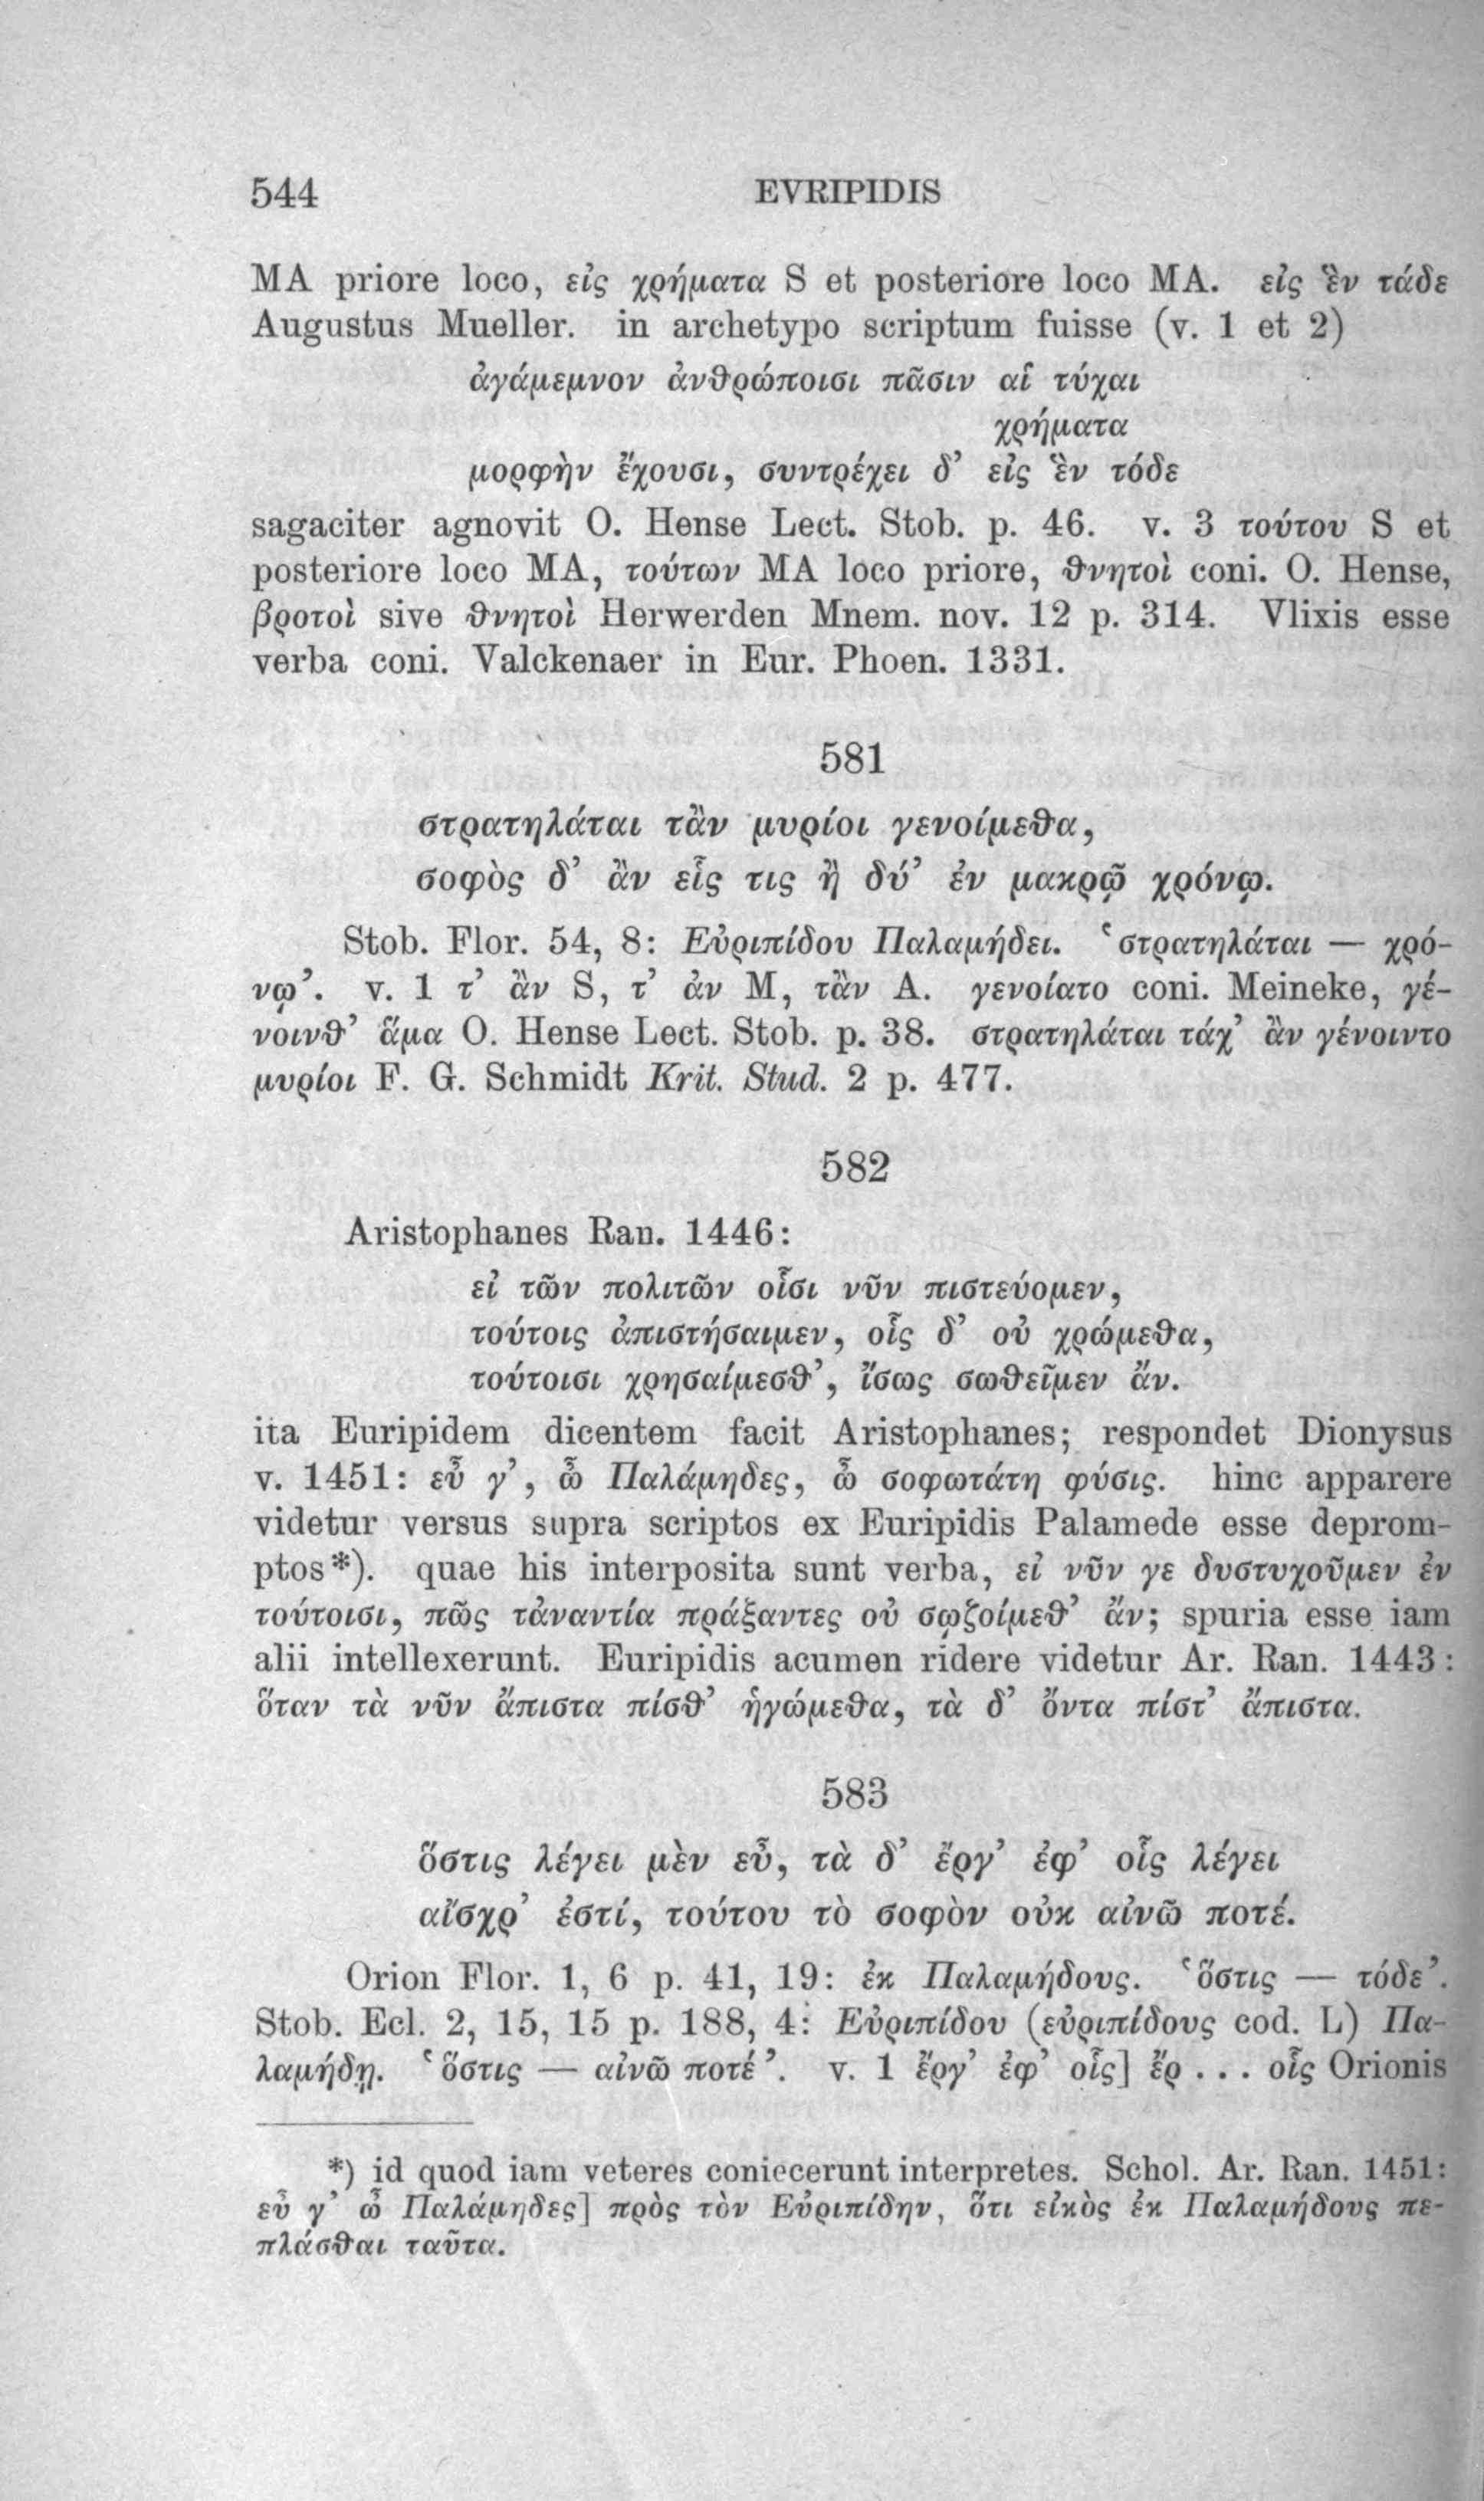 544 EVRIPIDIS
MA priore loco, εἰς χρήματα S et posteriore loco MA. εἰς ἓν τάδε
Augustus Mueller. in archetypo scriptum fuisse (v. 1 et 2)
ἀγάμεμνον ἀνθρώποισι πᾶσιν αἱ τύχαι
χρήματα
μορφὴν ἔχουσι, συντρέχει δ’ εἰς ἓν τόδε
sagaciter agnovit O. Hense Lect. Stob. p. 46. v. 3 τούτου S et
posteriore loco MA, τούτων MA loco priore, θνητοὶ coni. O. Hense,
βροτοὶ sive θνητοὶ Herwerden Mnem. nov. 12 p. 314. Vlixis esse
verba coni. Valckenaer in Eur. Phoen. 1331.
581
στρατηλάται τἂν μυρίοι γενοίμεθα,
σοφὸς δ’ ἂν εἷς τις ἢ δύ’ ἐν μακρῷ χρόνῳ.
Stob. Flor. 54, 8: Εὐριπίδου Παλαμήδει. ‘στρατηλάται — χρό-
νῳ’. v. 1 τ’ ἂν S, τ’ ἀν M, τἂν A. γενοίατο coni. Meineke, γέ-
νοινθ’ ἅμα O. Hense Lect. Stob. p. 38. στρατηλάται τάχ’ ἂν γένοιντο
μυρίοι F. G. Schmidt Krit. Stud. 2 p. 477.
582
Aristophanes Ran. 1446:
εἰ τῶν πολιτῶν οἷσι νῦν πιστεύομεν,
τούτοις ἀπιστήσαιμεν, οἷς δ’ οὐ χρώμεθα,
τούτοισι χρησαίμεσθ’, ἴσως σωθεῖμεν ἄν.
ita Euripidem dicentem facit Aristophanes; respondet Dionysus
v. 1451: εὖ γ’, ὦ Παλάμηδες, ὦ σοφωτάτη φύσις. hinc apparere
videtur versus supra scriptos ex Euripidis Palamede esse deprom-
ptos*). quae his interposita sunt verba, εἰ νῦν γε δυστυχοῦμεν ἐν
τούτοισι, πῶς τἀναντία πράξαντες οὐ σῳζοίμεθ’ ἄν; spuria esse iam
alii intellexerunt. Euripidis acumen ridere videtur Ar. Ran. 1443:
ὅταν τὰ νῦν ἄπιστα πίσθ’ ἡγώμεθα, τὰ δ’ ὄντα πίστ’ ἄπιστα.
583
ὅστις λέγει μὲν εὖ, τὰ δ’ ἔργ’ ἐφ’ οἷς λέγει
αἴσχρ’ ἐστί, τούτου τὸ σοφὸν οὐκ αἰνῶ ποτέ.
Orion Flor. 1, 6 p. 41, 19: ἐκ Παλαμήδους. ‘ὅστις — τόδε’.
Stob. Ecl. 2, 15, 15 p. 188, 4: Εὐριπίδου (εὐριπίδους cod. L) Πα-
λαμήδῃ. ‘ὅστις — αἰνῶ ποτέ’. v. 1 ἔργ’ ἐφ’ οἷς] ἔρ . . . οἷς Orionis
*) id quod iam veteres coniecerunt interpretes. Schol. Ar. Ran. 1451:
εὖ γ’ ὦ Παλάμηδες] πρὸς τὸν Εὐριπίδην, ὅτι εἰκὸς ἐκ Παλαμήδους πε-
πλάσθαι ταῦτα.